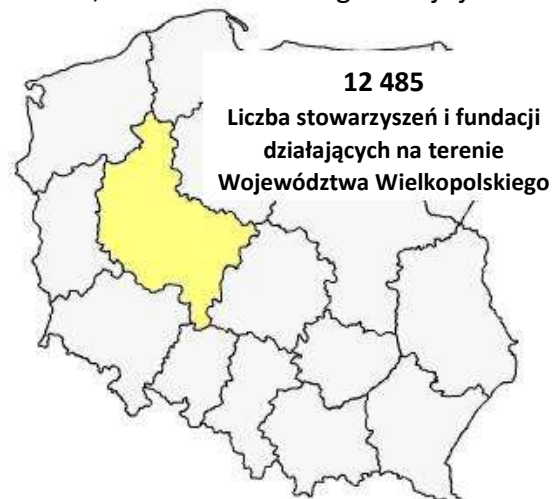 12 485
Liczba stowarzyszeń i fundacji
działających na terenie
Województwa Wielkopolskiego